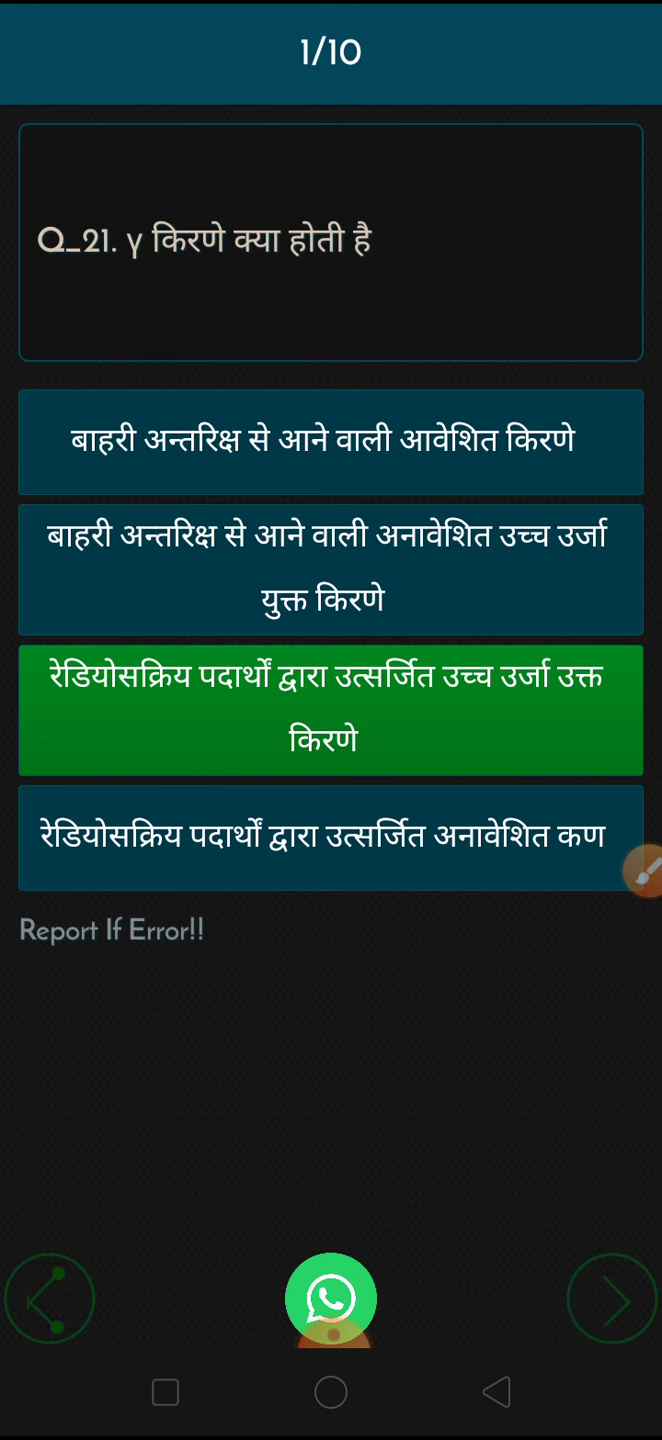 1/10
Q_21. γ किरणे क्या होती है
बाहरी अन्तरिक्ष से आने वाली आवेशित किरणे
बाहरी अन्तरिक्ष से आने वाली अनावेशित उच्च उर्जा
युक्त किरणे
रेडियोसक्रिय पदार्थों द्वारा उत्सर्जित उच्च उर्जा उक्त
किरणे
रेडियोसक्रिय पदार्थों द्वारा उत्सर्जित अनावेशित कण
Report If Error!!